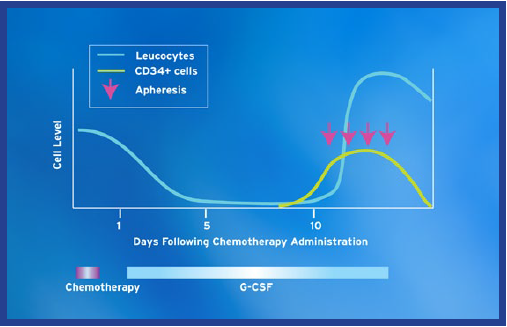 Leucocytes
CD34+ cells
Apheresis
Cell Level
1
5
10
Days Following Chemotherapy Administration
Chemotherapy
G-CSF